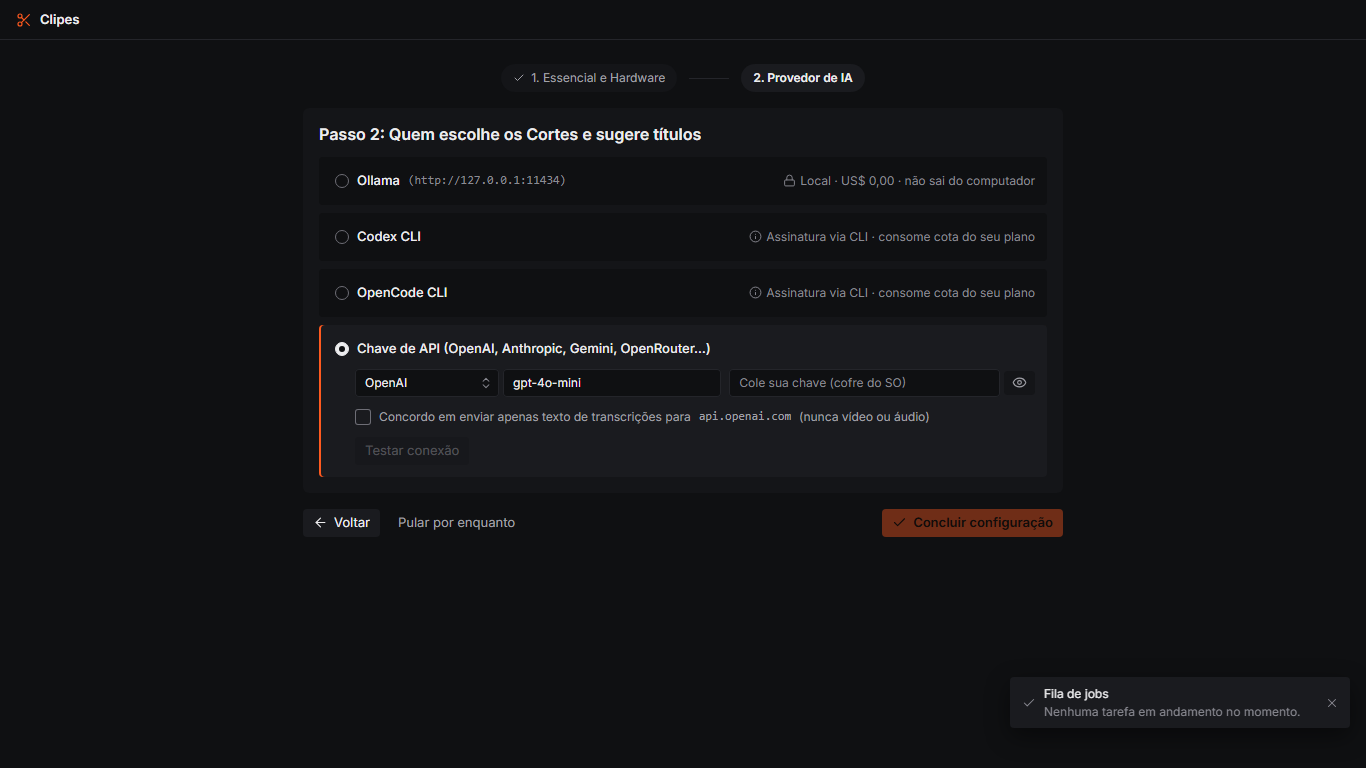 Clipes
1. Essencial e Hardware
2. Provedor de IA
Passo 2: Quem escolhe os Cortes e sugere títulos
Ollama (http://127.0.0.1:11434) Local · US$ 0,00 · não sai do computador
Codex CLI Assinatura via CLI · consome cota do seu plano
OpenCode CLI Assinatura via CLI · consome cota do seu plano
Chave de API (OpenAI, Anthropic, Gemini, OpenRouter...)
OpenAI gpt-4o-mini Cole sua chave (cofre do SO)
Concordo em enviar apenas texto de transcrições para api.openai.com (nunca vídeo ou áudio)
Testar conexão
Voltar Pular por enquanto Concluir configuração
Fila de jobs
Nenhuma tarefa em andamento no momento.